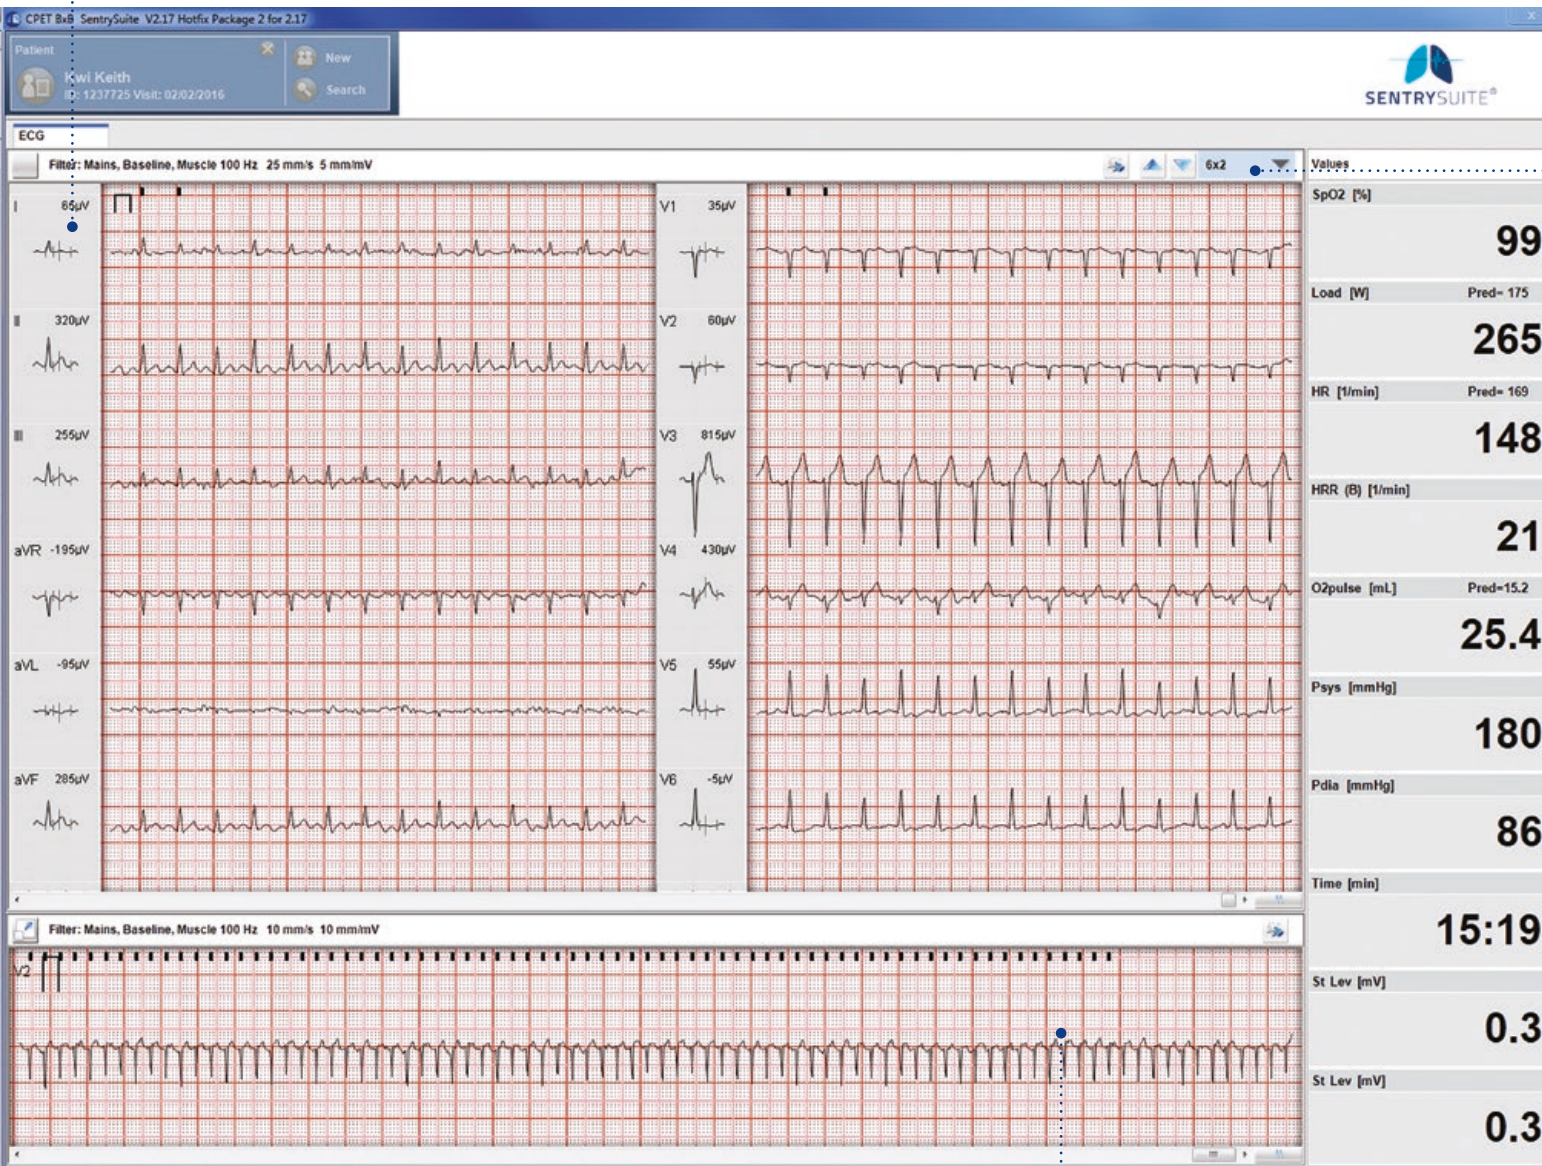 CPET BxB SentrySuite V2.17 Hotfix Package 2 for 2.17
Patient
Kwi Keith
ID: 1237725 Visit: 02/02/2016
New
Search
SENTRYSUITE®
ECG
Filter: Mains, Baseline, Muscle 100 Hz 25 mm/s 5 mm/mV
6x2
I 65µV
II 320µV
III 255µV
aVR -195µV
aVL -95µV
aVF 285µV
V1 35µV
V2 60µV
V3 815µV
V4 430µV
V5 55µV
V6 -5µV
Filter: Mains, Baseline, Muscle 100 Hz 10 mm/s 10 mm/mV
V2
Values
SpO2 [%]
99
Load [W] Pred= 175
265
HR [1/min] Pred= 169
148
HRR (B) [1/min]
21
O2pulse [mL] Pred=15.2
25.4
Psys [mmHg]
180
Pdia [mmHg]
86
Time [min]
15:19
St Lev [mV]
0.3
St Lev [mV]
0.3